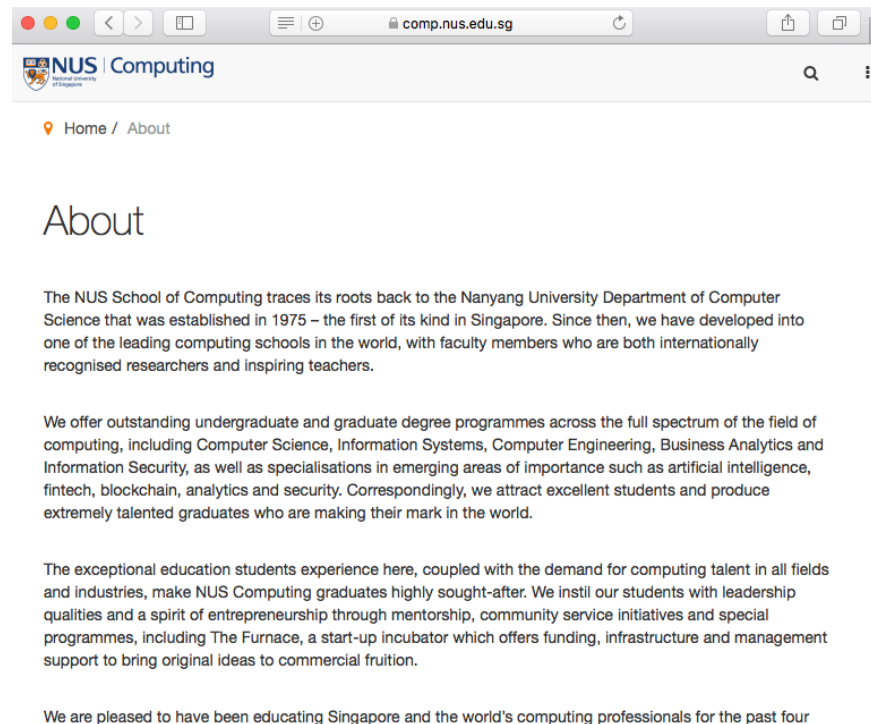 comp.nus.edu.sg
NUS | Computing
National University
of Singapore
Home / About
About
The NUS School of Computing traces its roots back to the Nanyang University Department of Computer
Science that was established in 1975 – the first of its kind in Singapore. Since then, we have developed into
one of the leading computing schools in the world, with faculty members who are both internationally
recognised researchers and inspiring teachers.
We offer outstanding undergraduate and graduate degree programmes across the full spectrum of the field of
computing, including Computer Science, Information Systems, Computer Engineering, Business Analytics and
Information Security, as well as specialisations in emerging areas of importance such as artificial intelligence,
fintech, blockchain, analytics and security. Correspondingly, we attract excellent students and produce
extremely talented graduates who are making their mark in the world.
The exceptional education students experience here, coupled with the demand for computing talent in all fields
and industries, make NUS Computing graduates highly sought-after. We instil our students with leadership
qualities and a spirit of entrepreneurship through mentorship, community service initiatives and special
programmes, including The Furnace, a start-up incubator which offers funding, infrastructure and management
support to bring original ideas to commercial fruition.
We are pleased to have been educating Singapore and the world's computing professionals for the past four